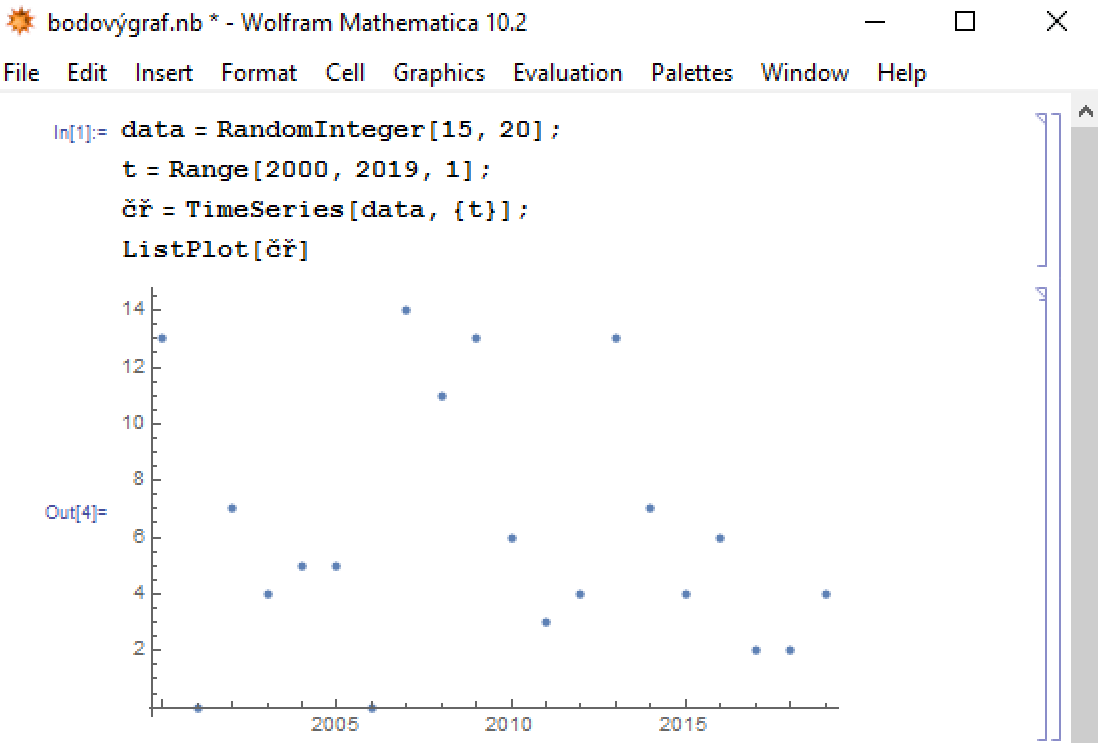 bodovýgraf.nb * - Wolfram Mathematica 10.2
File Edit Insert Format Cell Graphics Evaluation Palettes Window Help
In[1]:= data = RandomInteger[15, 20];
t = Range[2000, 2019, 1];
čř = TimeSeries[data, {t}];
ListPlot[čř]
14
12
10
8
Out[4]=
6
4
2
2005 2010 2015